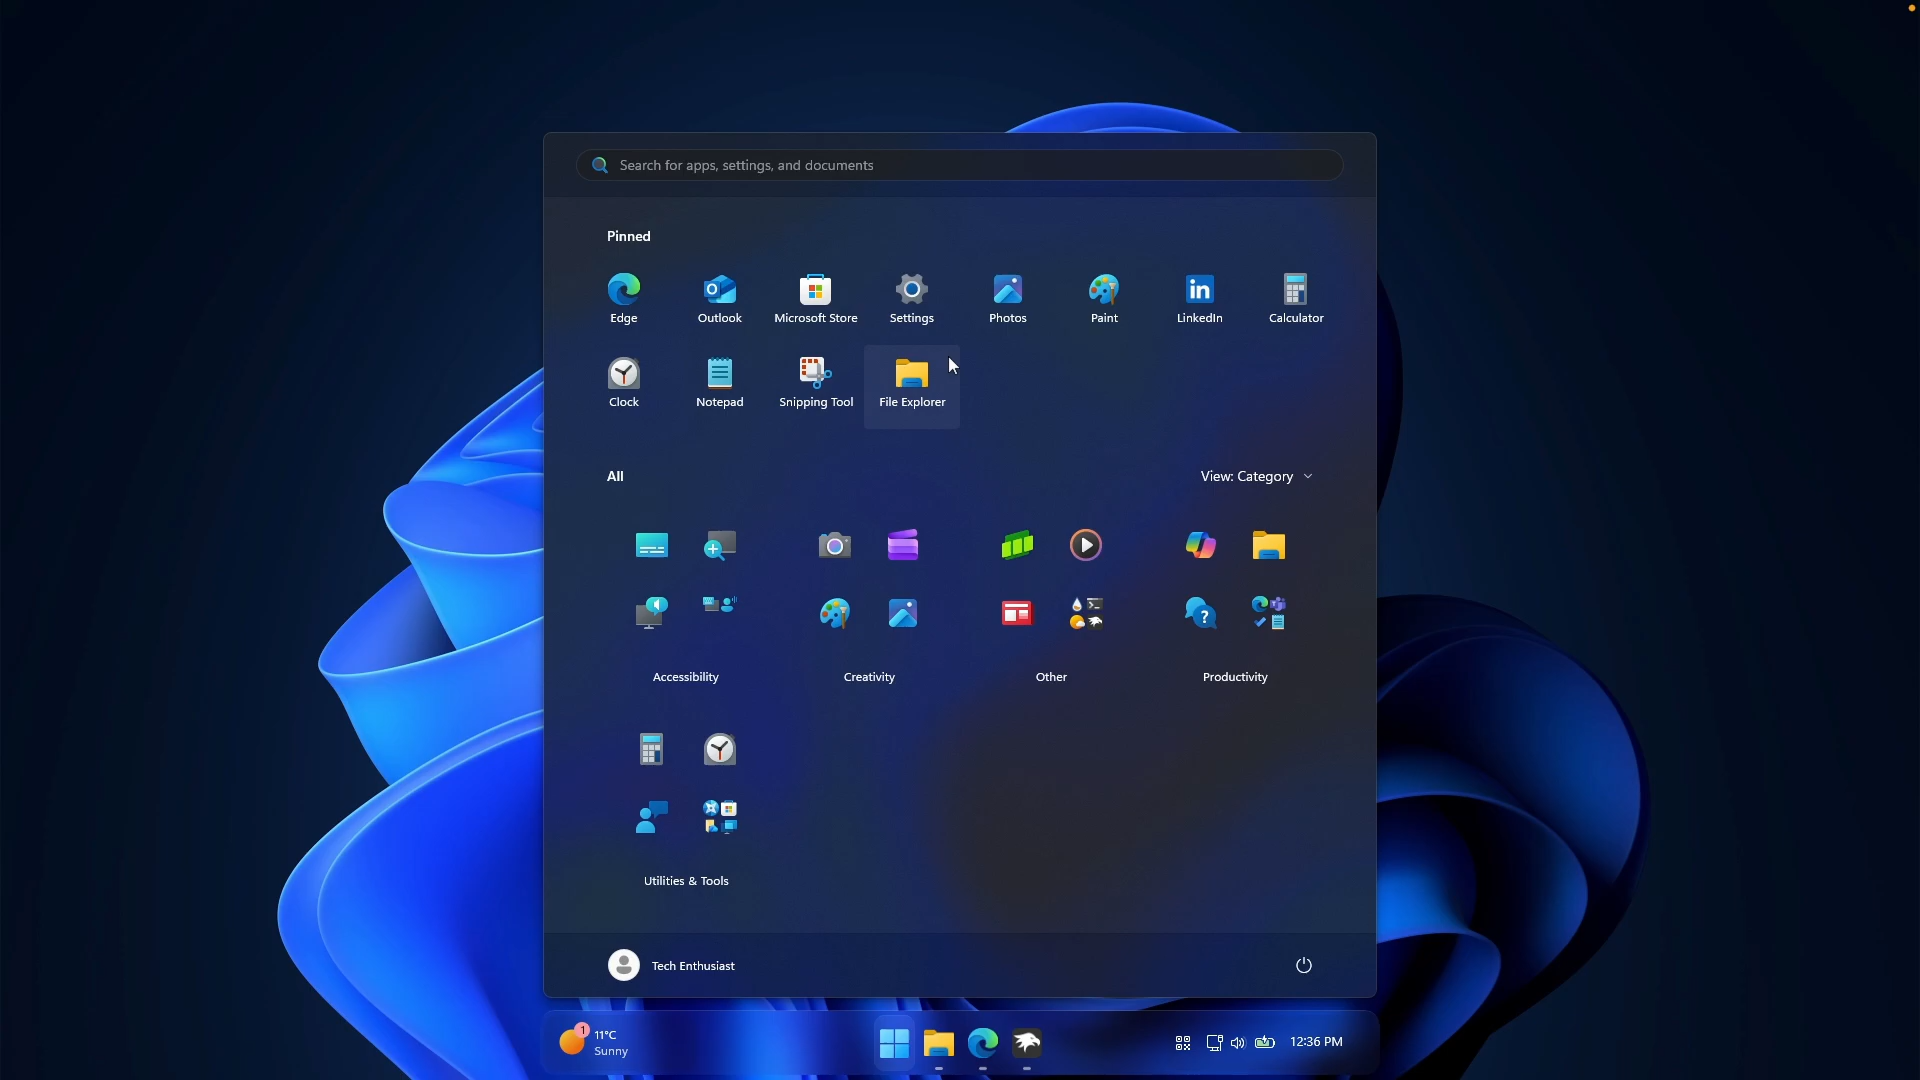 Search for apps, settings, and documents
Pinned
Edge
Outlook
Microsoft Store
Settings
Photos
Paint
LinkedIn
Calculator
Clock
Notepad
Snipping Tool
File Explorer
All
View: Category
Accessibility
Creativity
Other
Productivity
Utilities & Tools
Tech Enthusiast
1
11°C
Sunny
12:36 PM